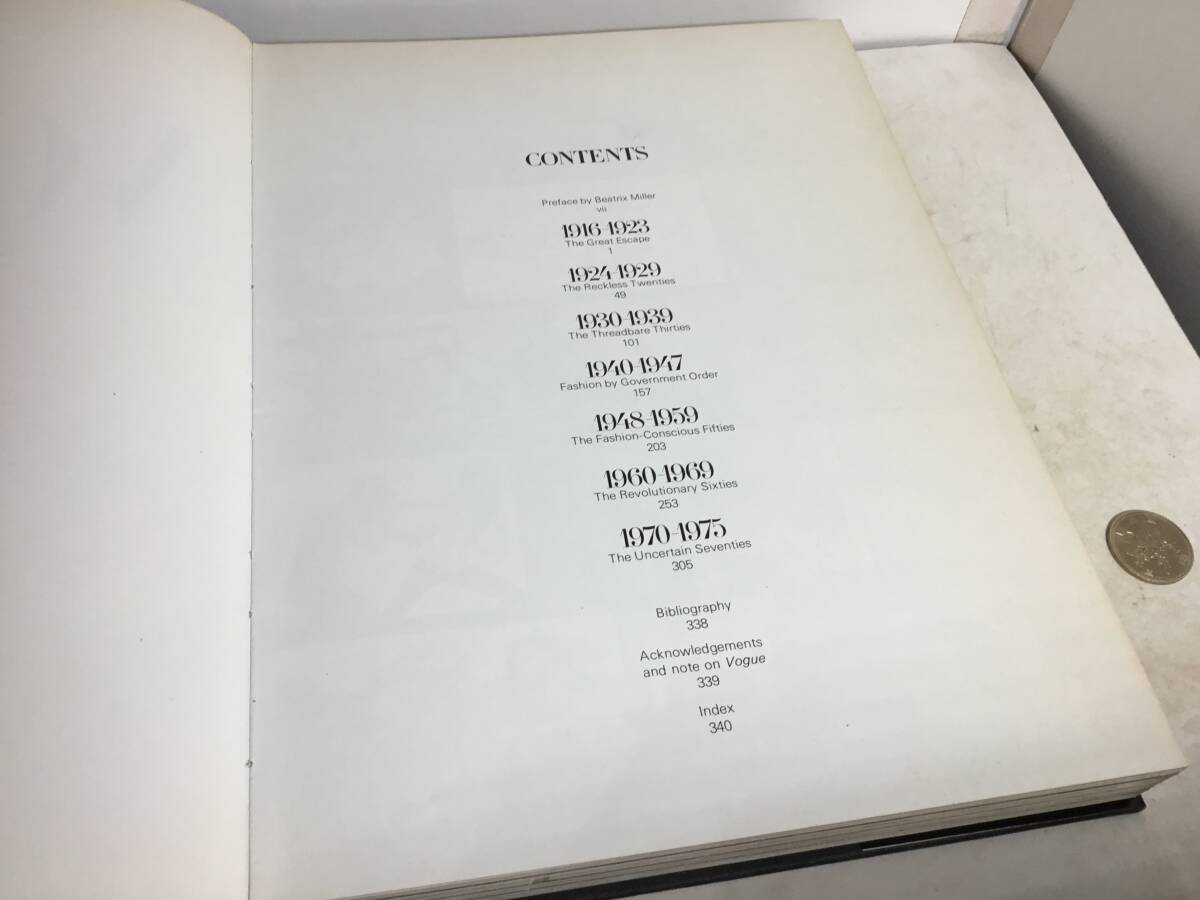 CONTENTS
Preface by Beatrix Miller
vii
1916-1923
The Great Escape
1
1924-1929
The Reckless Twenties
49
1930-1939
The Threadbare Thirties
101
1940-1947
Fashion by Government Order
157
1948-1959
The Fashion-Conscious Fifties
203
1960-1969
The Revolutionary Sixties
253
1970-1975
The Uncertain Seventies
305
Bibliography
338
Acknowledgements
and note on Vogue
339
Index
340